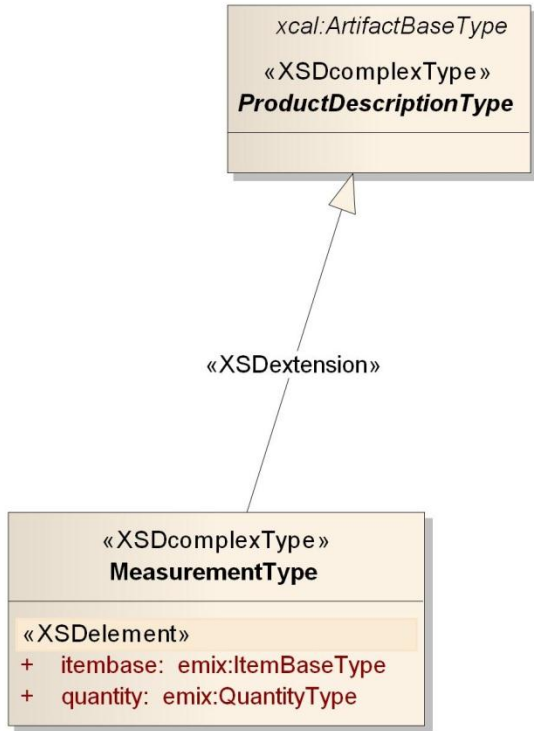 xcal:ArtifactBaseType
«XSDcomplexType»
ProductDescriptionType
«XSDextension»
«XSDcomplexType»
MeasurementType
«XSDelement»
+ itembase: emix:ItemBaseType
+ quantity: emix:QuantityType